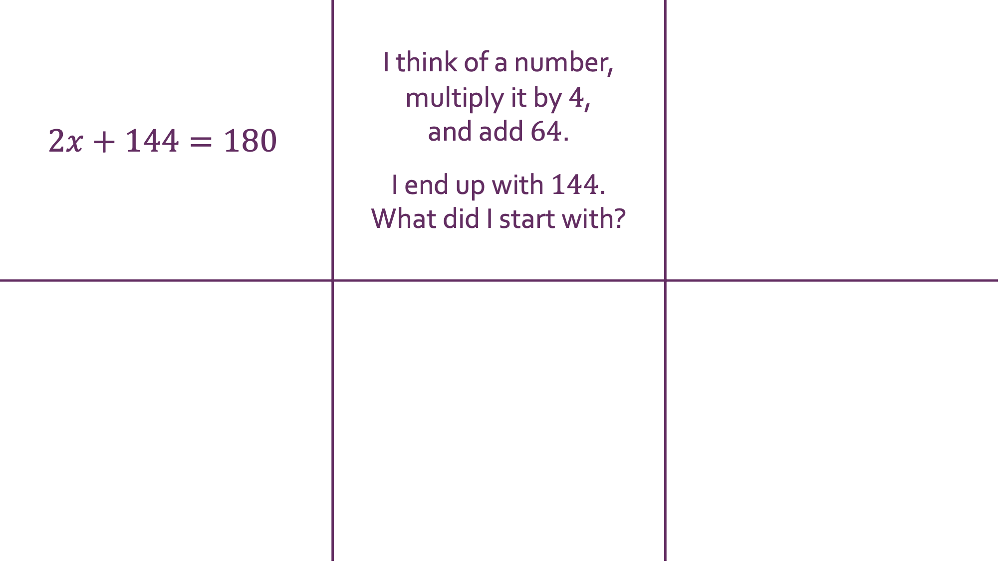 2x + 144 = 180
I think of a number,
multiply it by 4,
and add 64.
I end up with 144.
What did I start with?